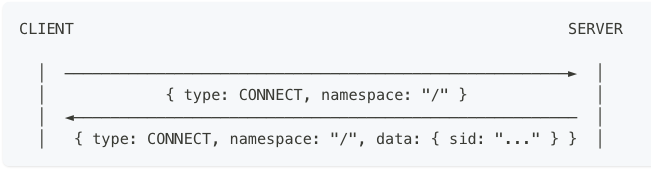 CLIENT SERVER
{ type: CONNECT, namespace: "/" }
{ type: CONNECT, namespace: "/", data: { sid: "..." } }